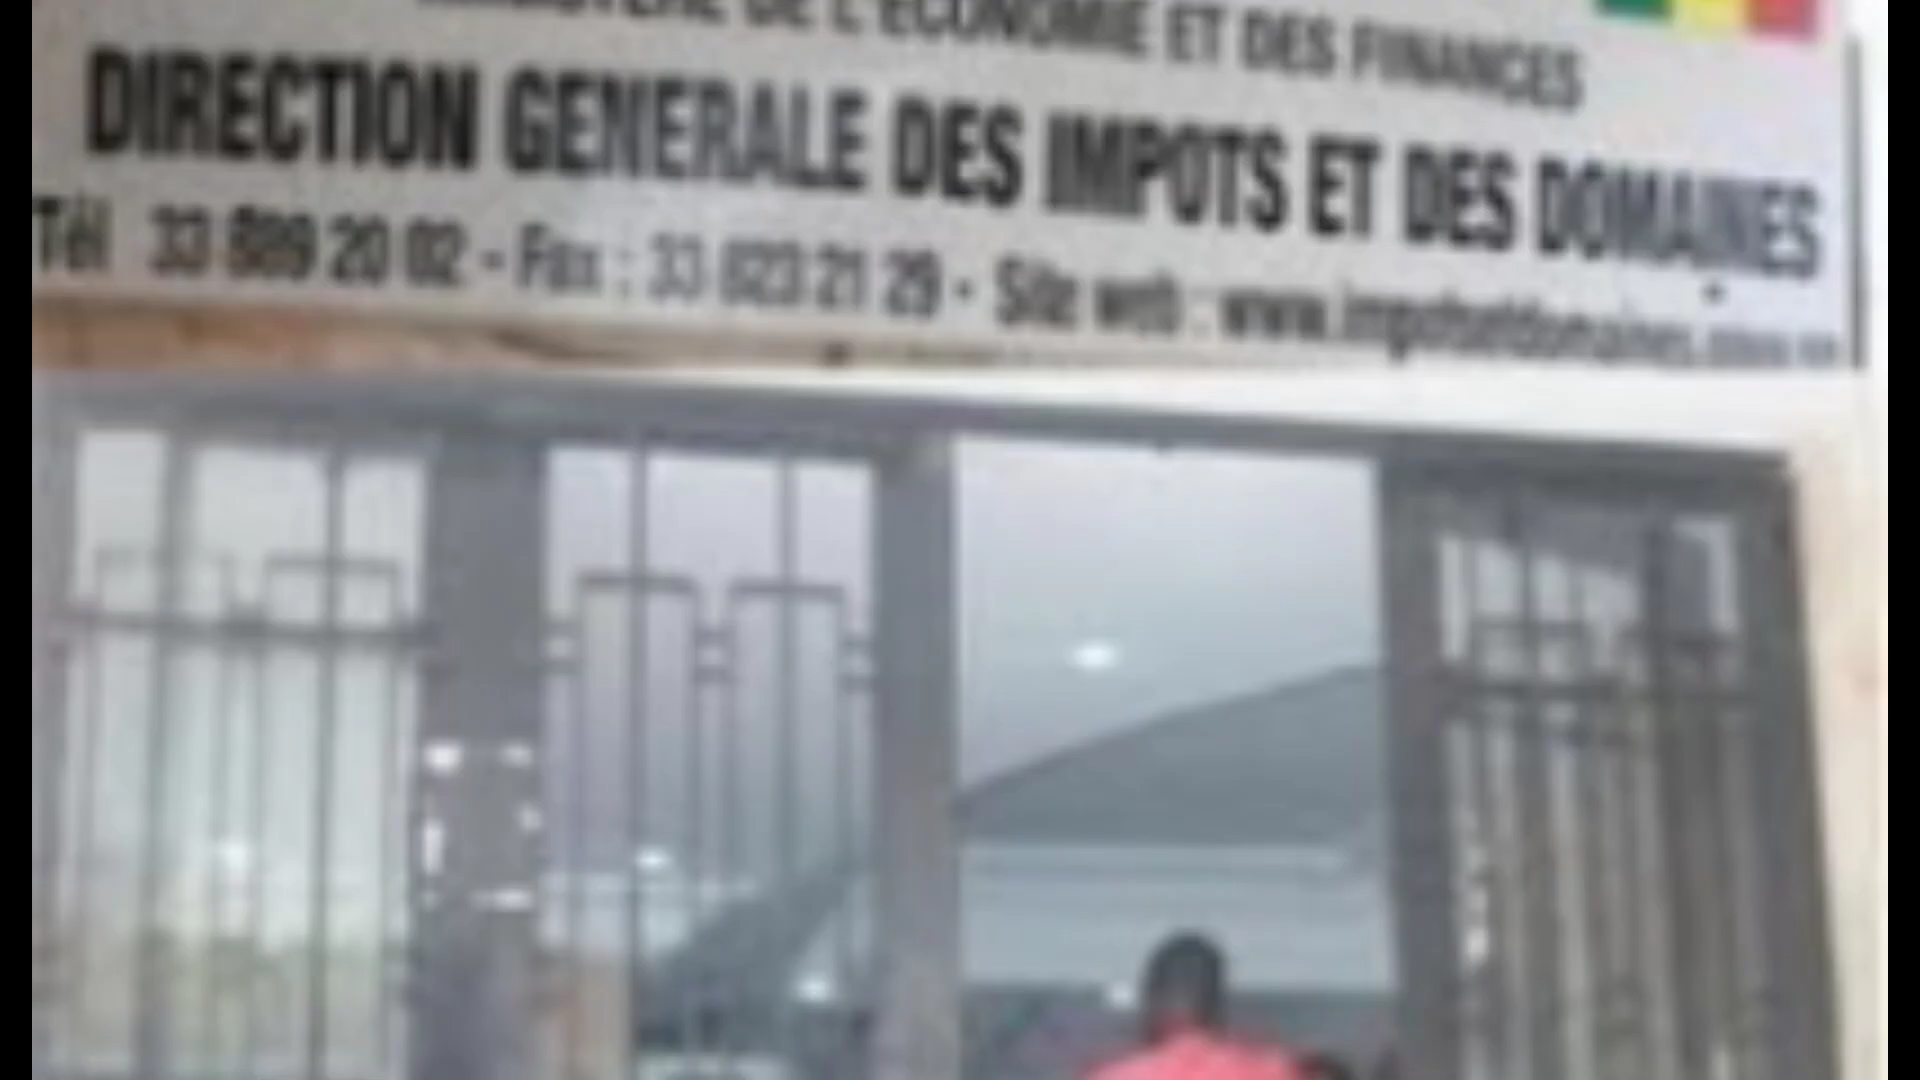 MINISTERE DE L'ECONOMIE ET DES FINANCES
DIRECTION GENERALE DES IMPOTS ET DES DOMAINES
Tél 33 889 20 02 - Fax : 33 823 21 29 - Site web : www.impotsetdomaines.